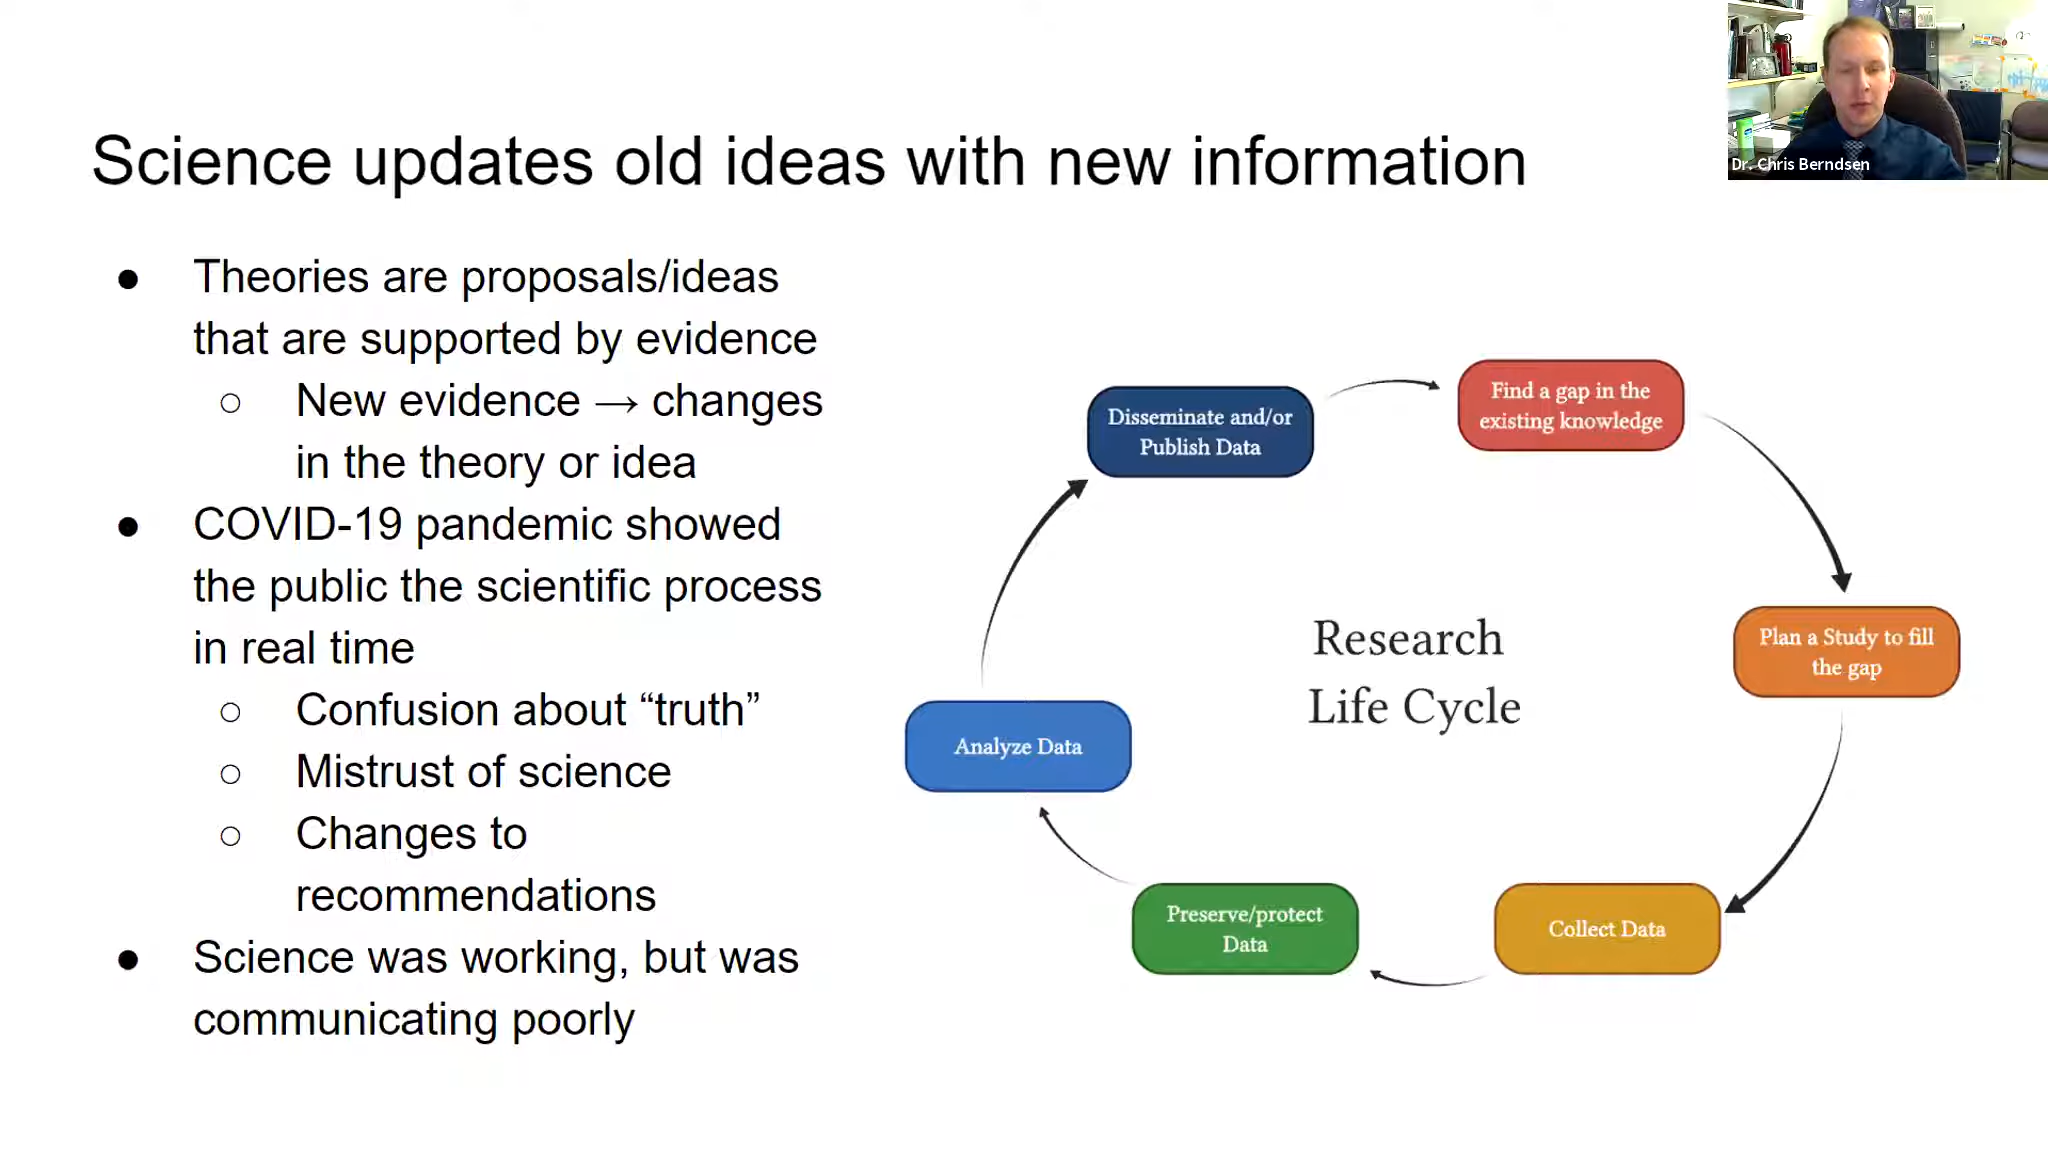 Science updates old ideas with new information
Dr. Chris Berndsen
● Theories are proposals/ideas
that are supported by evidence
○ New evidence → changes
in the theory or idea
● COVID-19 pandemic showed
the public the scientific process
in real time
○ Confusion about “truth”
○ Mistrust of science
○ Changes to
recommendations
● Science was working, but was
communicating poorly
Research
Life Cycle
Find a gap in the
existing knowledge
Plan a Study to fill
the gap
Collect Data
Preserve/protect
Data
Analyze Data
Disseminate and/or
Publish Data